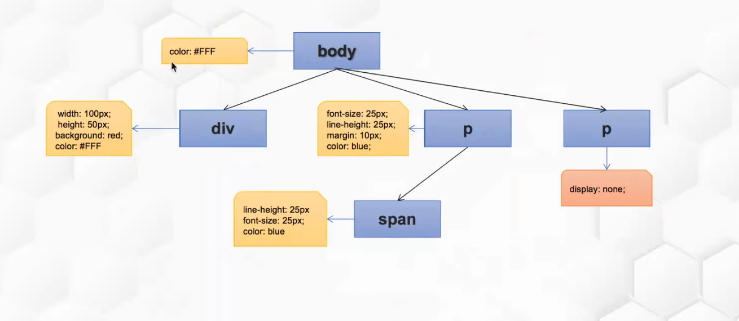 color: #FFF
body
width: 100px;
height: 50px;
background: red;
color: #FFF
div
font-size: 25px;
line-height: 25px;
margin: 10px;
color: blue;
p
p
display: none;
line-height: 25px
font-size: 25px;
color: blue
span